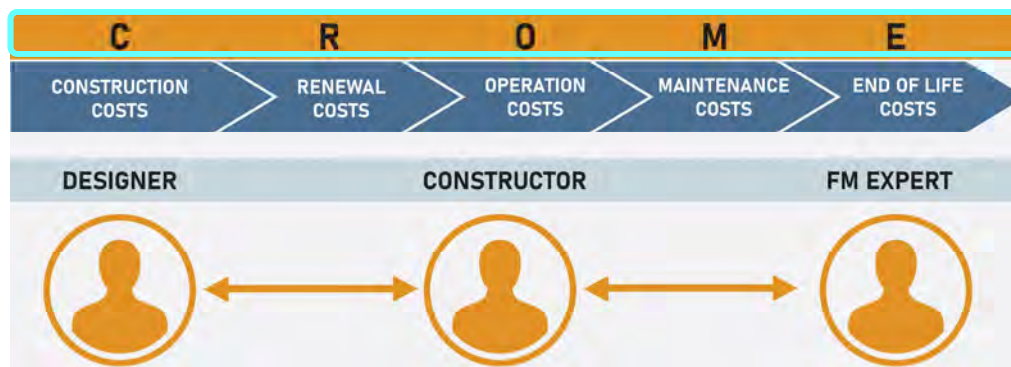 C R O M E
CONSTRUCTION COSTS
RENEWAL COSTS
OPERATION COSTS
MAINTENANCE COSTS
END OF LIFE COSTS
DESIGNER CONSTRUCTOR FM EXPERT